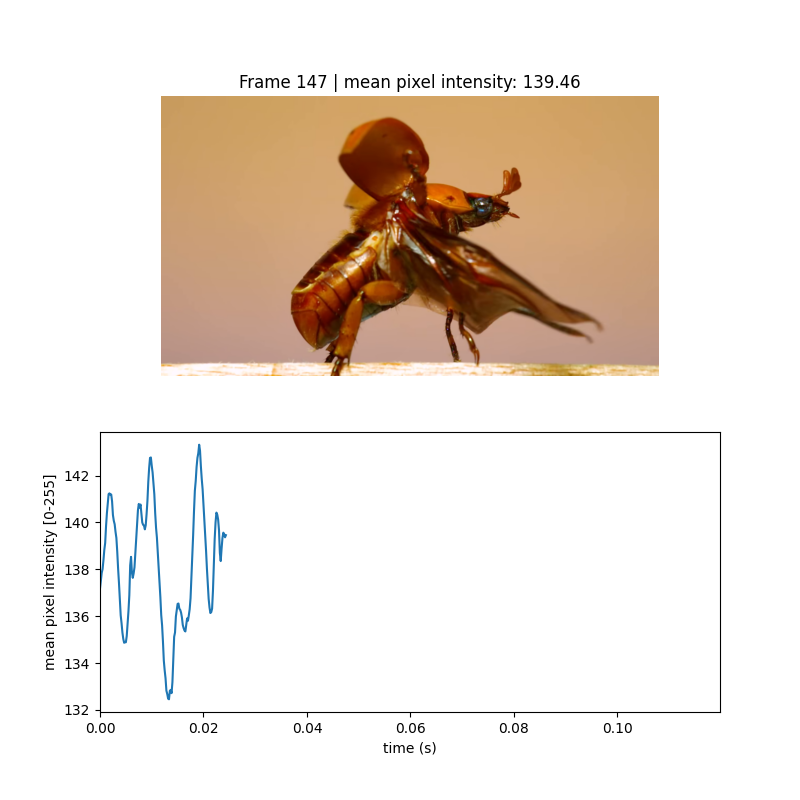 Frame 147 | mean pixel intensity: 139.46
mean pixel intensity [0-255]
142
140
138
136
134
132
0.00 0.02 0.04 0.06 0.08 0.10
time (s)